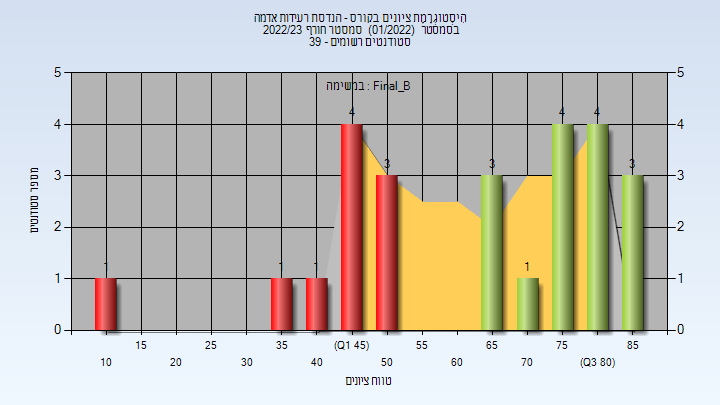 היסטוגרמת ציונים בקורס - הנדסת רעידות אדמה
בסמסטר (01/2022) סמסטר חורף 2022/23
סטודנטים רשומים - 39
במשימה : Final_B
5 5
4 4
3 3
2 2
1 1
0 0
מספר סטודנטים
1 1 1 4 3 3 1 4 4 3
15 25 35 (Q1 45) 55 65 75 85
10 20 30 40 50 60 70 (Q3 80)
טווח ציונים